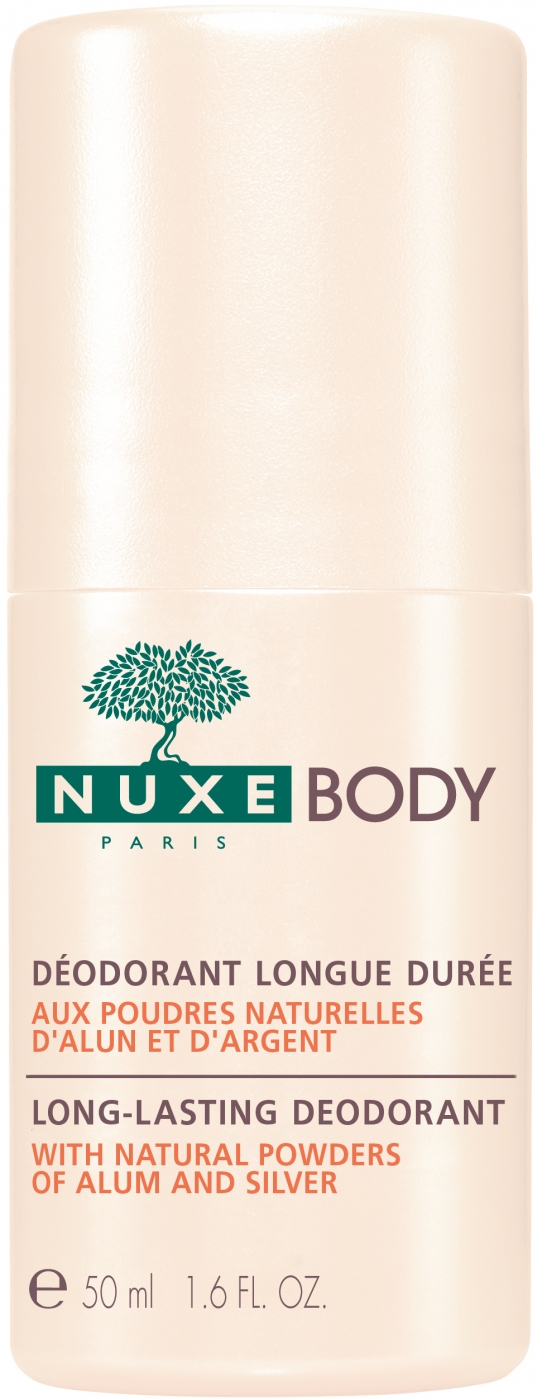 NUXE BODY
PARIS
DÉODORANT LONGUE DURÉE
AUX POUDRES NATURELLES
D'ALUN ET D'ARGENT
LONG-LASTING DEODORANT
WITH NATURAL POWDERS
OF ALUM AND SILVER
℮ 50 ml 1.6 FL. OZ.